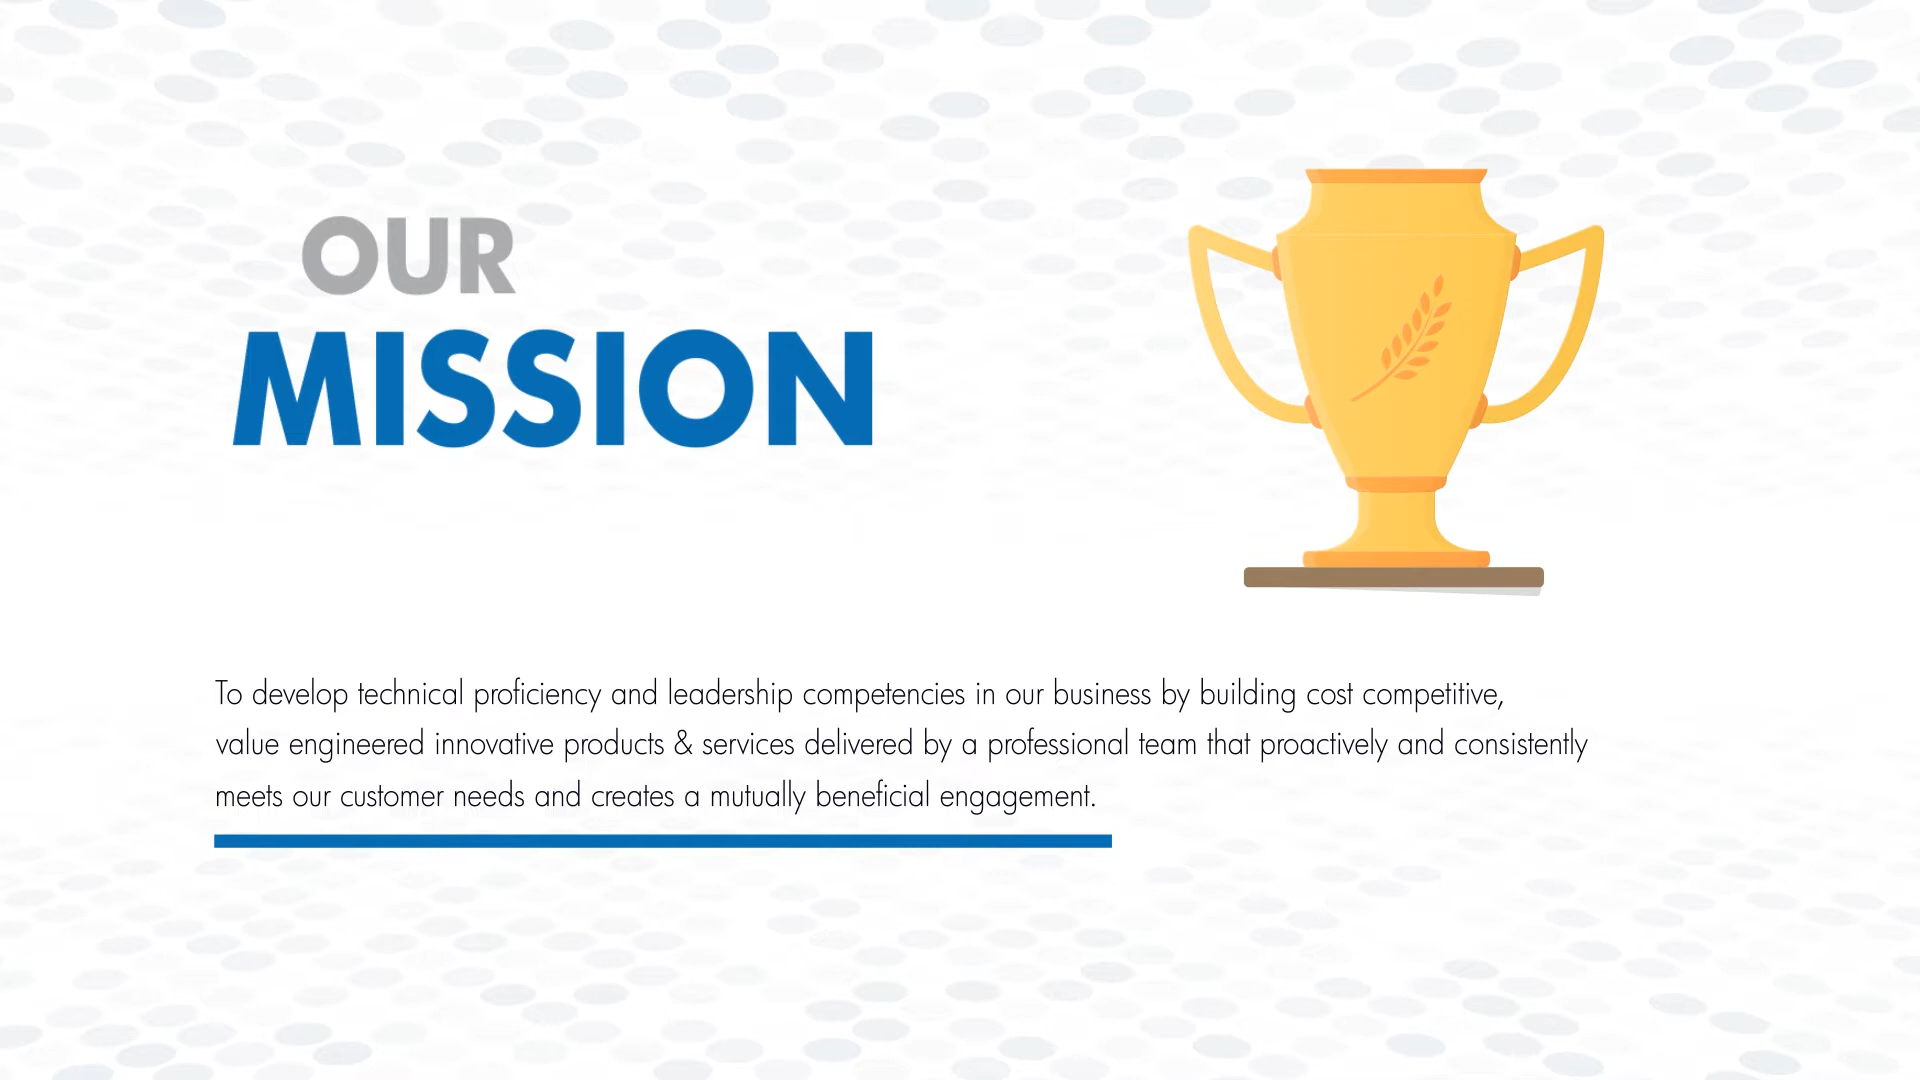 OUR
MISSION
To develop technical proficiency and leadership competencies in our business by building cost competitive,
value engineered innovative products & services delivered by a professional team that proactively and consistently
meets our customer needs and creates a mutually beneficial engagement.